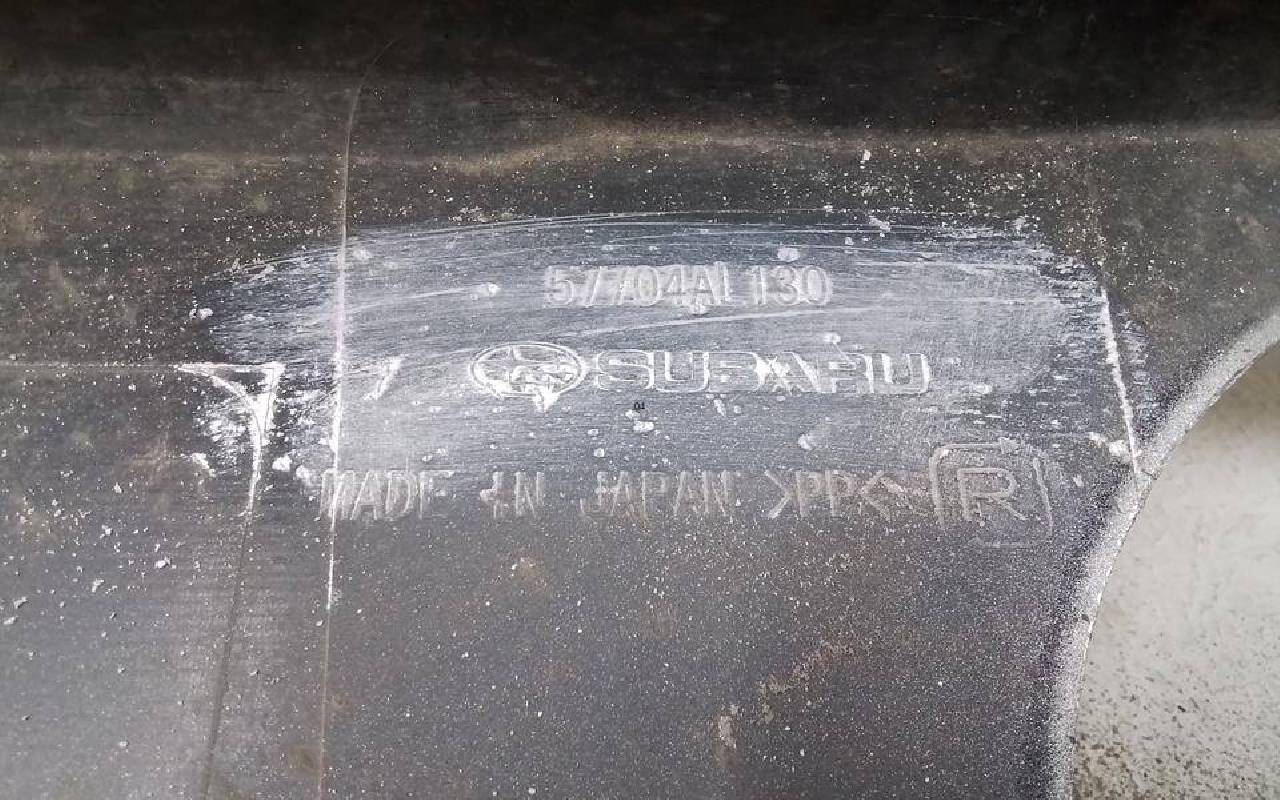 57704AL130
SUBARU
MADE IN JAPAN >PP< R